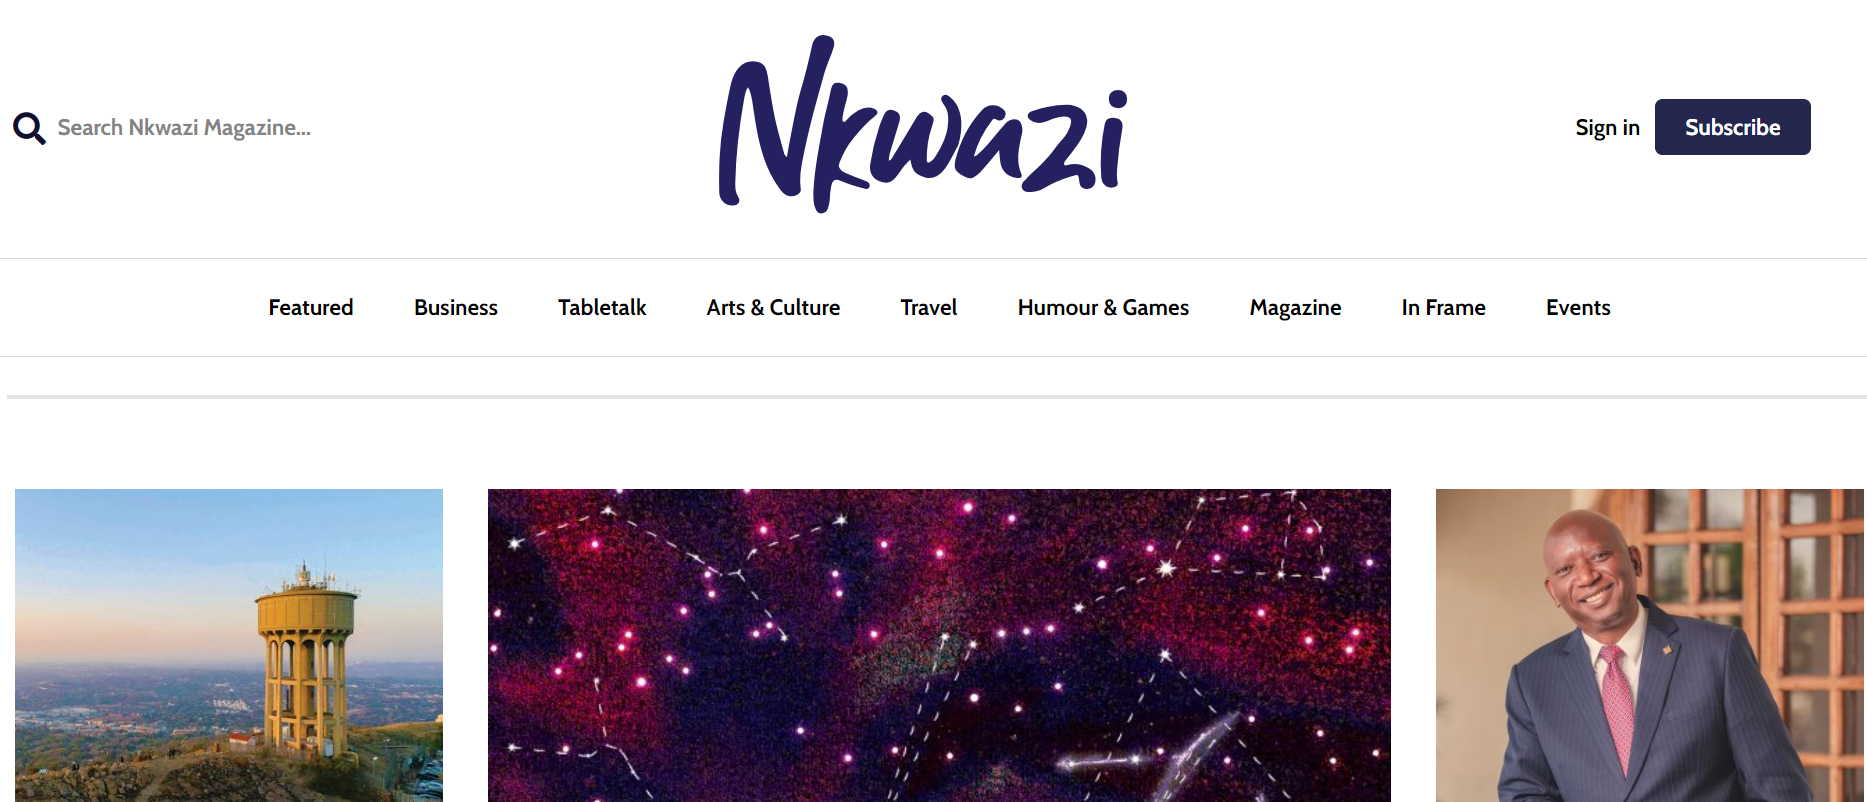 Search Nkwazi Magazine...
Nkwazi
Sign in
Subscribe
Featured
Business
Tabletalk
Arts & Culture
Travel
Humour & Games
Magazine
In Frame
Events